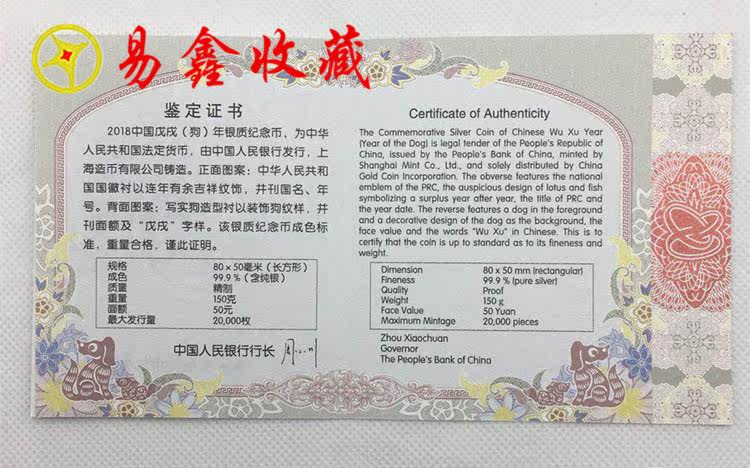 易鑫收藏
鉴定证书
2018中国戊戌（狗）年银质纪念币，为中华
人民共和国法定货币，由中国人民银行发行，上
海造币有限公司铸造。正面图案：中华人民共和
国国徽衬以连年有余吉祥纹饰，并刊国名、年
号。背面图案：写实狗造型衬以装饰狗纹样，并
刊面额及“戊戌”字样。该银质纪念币成色标
准，重量合格，谨此证明。
规格 80×50毫米（长方形）
成色 99.9％（含纯银）
质量 精制
重量 150克
面额 50元
最大发行量 20,000枚
中国人民银行行长
Certificate of Authenticity
The Commemorative Silver Coin of Chinese Wu Xu Year
(Year of the Dog) is legal tender of the People's Republic of
China, issued by the People's Bank of China, minted by
Shanghai Mint Co., Ltd., and solely distributed by China
Gold Coin Incorporation. The obverse features the national
emblem of the PRC, the auspicious design of lotus and fish
symbolizing a surplus year after year, the title of PRC and
the year date. The reverse features a dog in the foreground
and a decorative design of the dog as the background, the
face value and the words "Wu Xu" in Chinese. This is to
certify that the coin is up to standard as to its fineness and
weight.
Dimension 80 x 50 mm (rectangular)
Fineness 99.9 % (pure silver)
Quality Proof
Weight 150 g
Face Value 50 Yuan
Maximum Mintage 20,000 pieces
Zhou Xiaochuan
Governor
The People's Bank of China